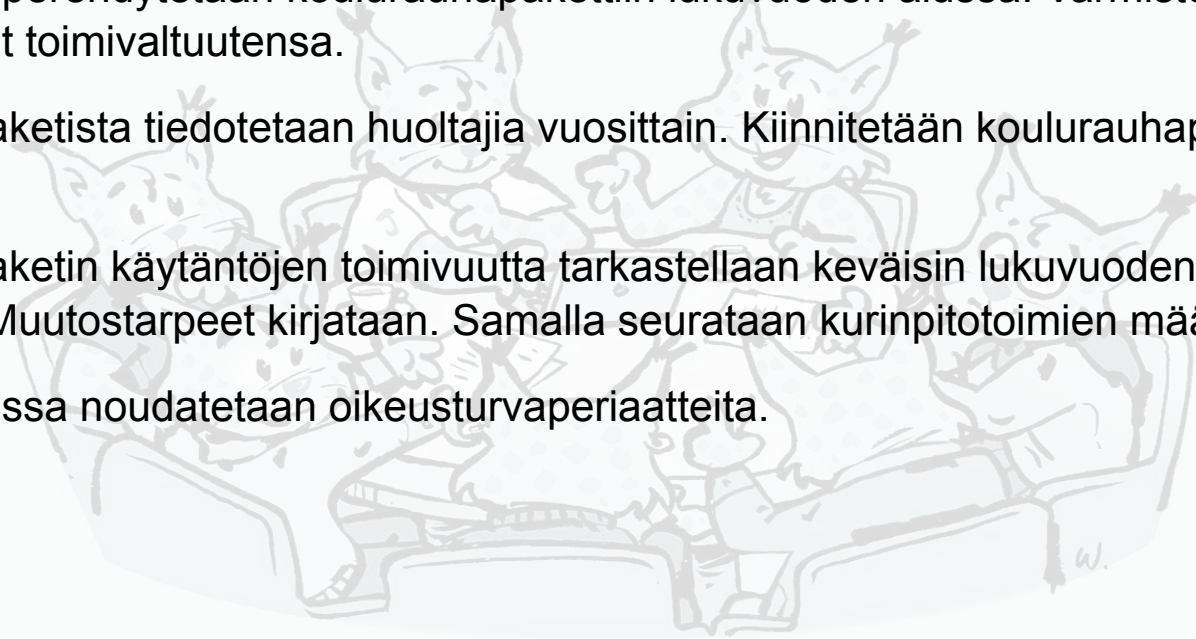 perehdytetään koulurauhapakettiin lukuvuoden alussa.
t toimivaltuutensa.
aketista tiedotetaan huoltajia vuosittain. Kiinnitetään koulurauhap
aketin käytäntöjen toimivuutta tarkastellaan keväisin lukuvuoden
Muutostarpeet kirjataan. Samalla seurataan kurinpitotoimien mää
ssa noudatetaan oikeusturvaperiaatteita.
W.